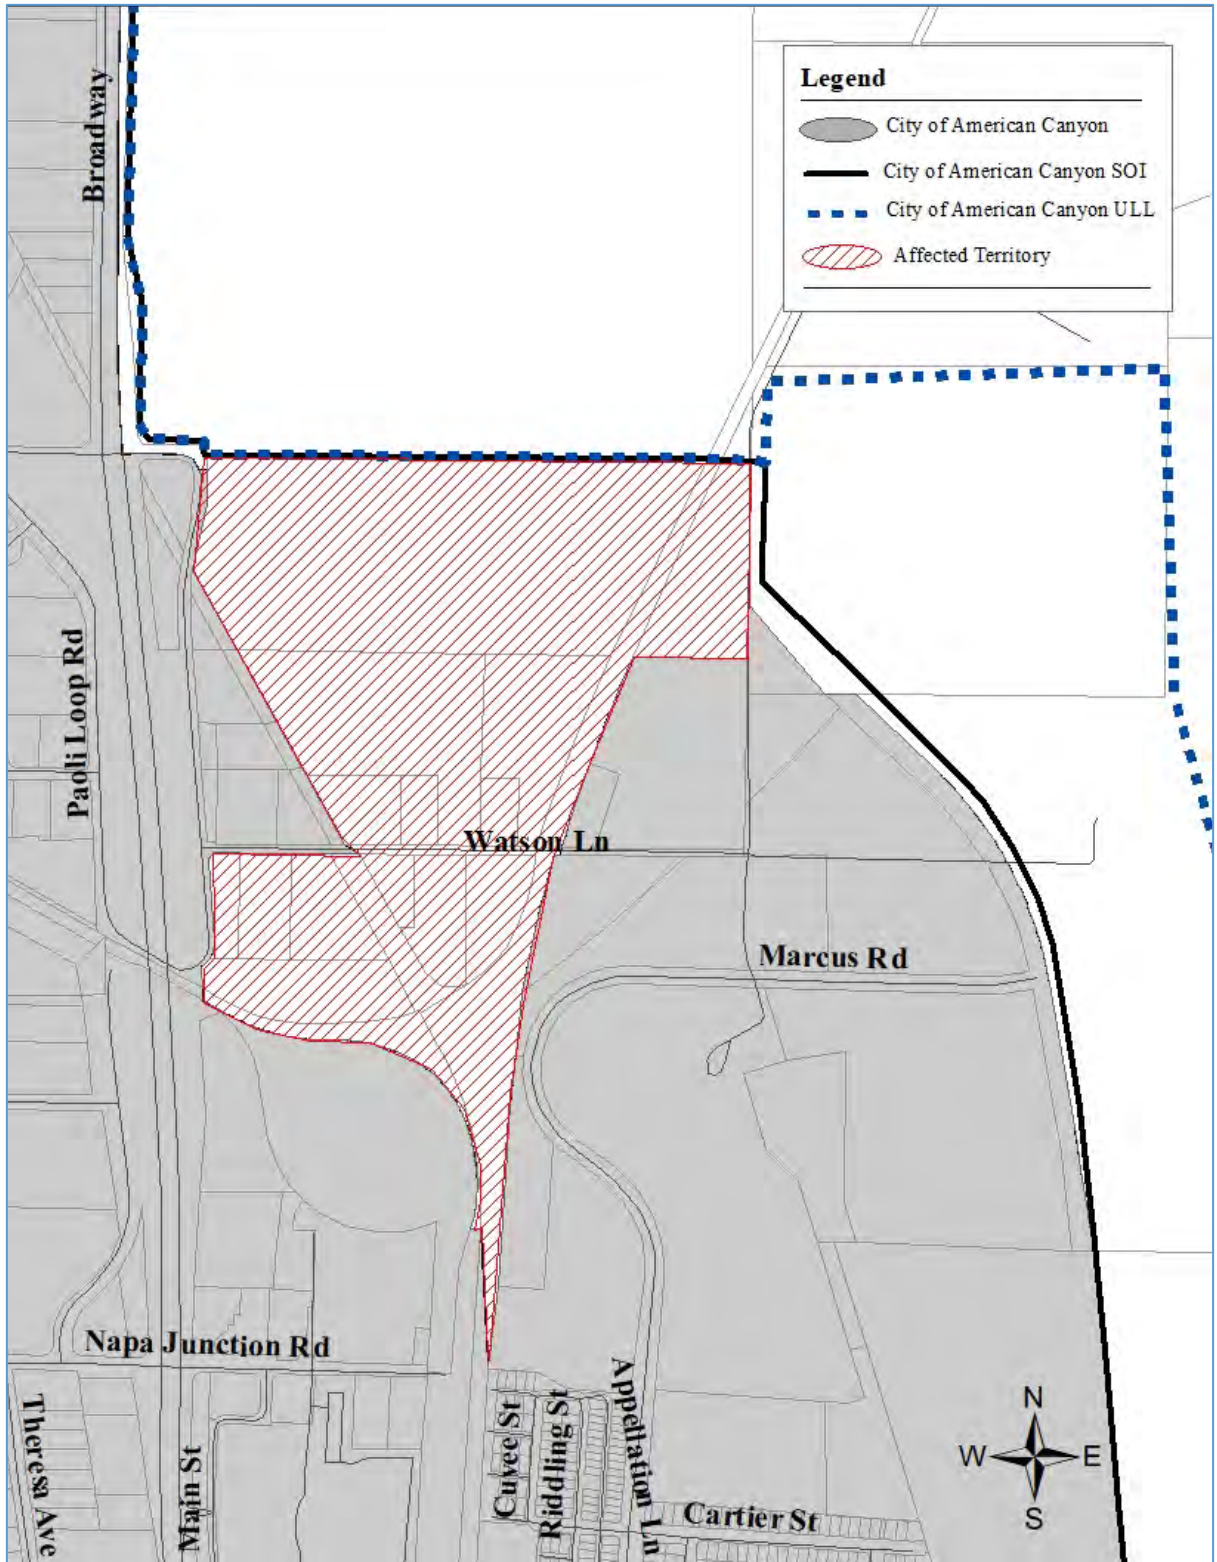 Broadway
Legend
City of American Canyon
City of American Canyon SOI
City of American Canyon ULL
Affected Territory
Paoli Loop Rd
Watson Ln
Marcus Rd
Napa Junction Rd
Theresa Ave
Main St
Cuvee St
Riddling St
Appellation Ln
Cartier St
N
W
E
S